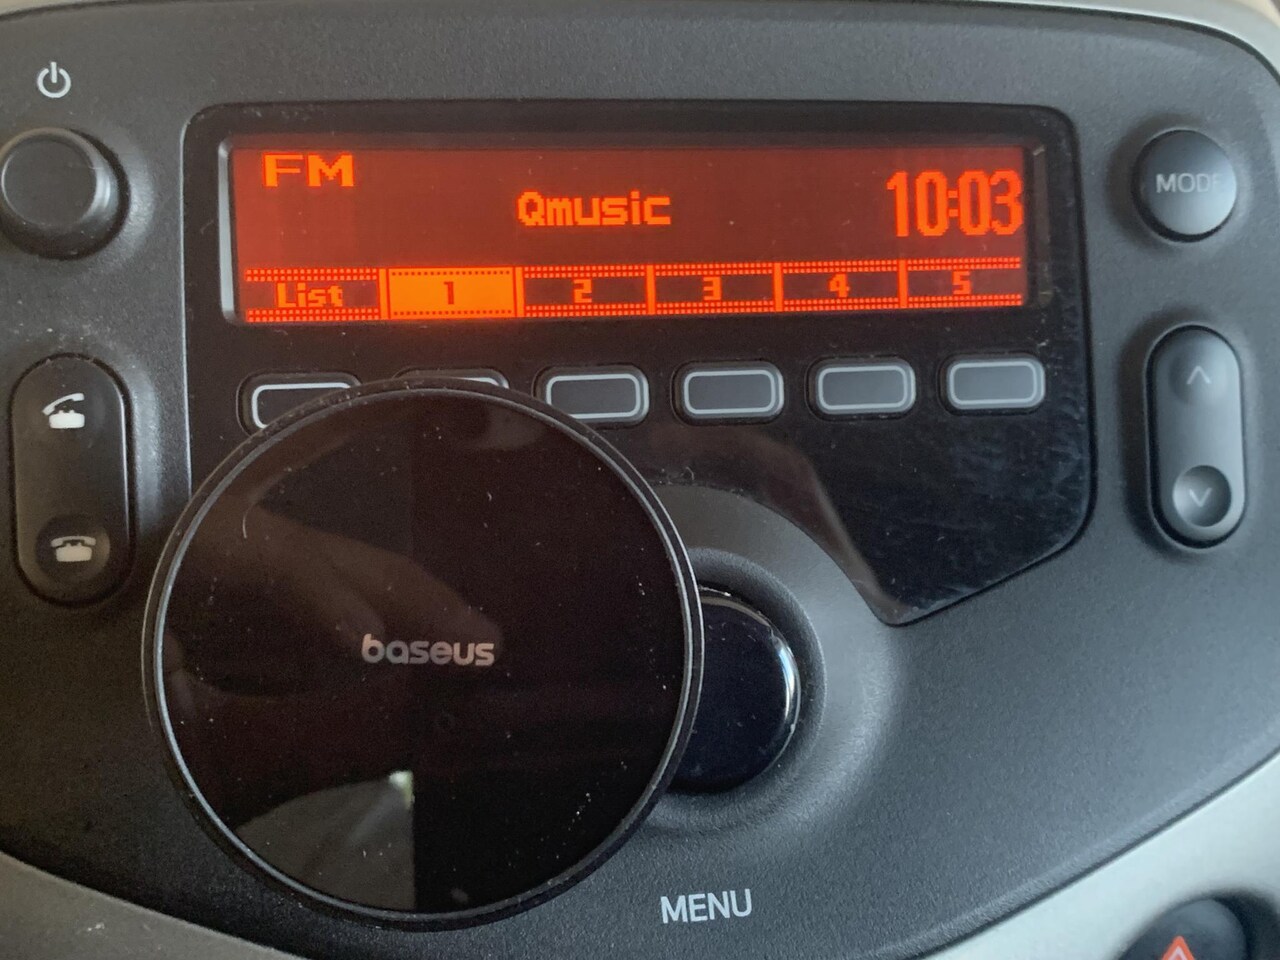 FM
Qmusic
10:03
List 1 2 3 4 5
MODE
baseus
MENU